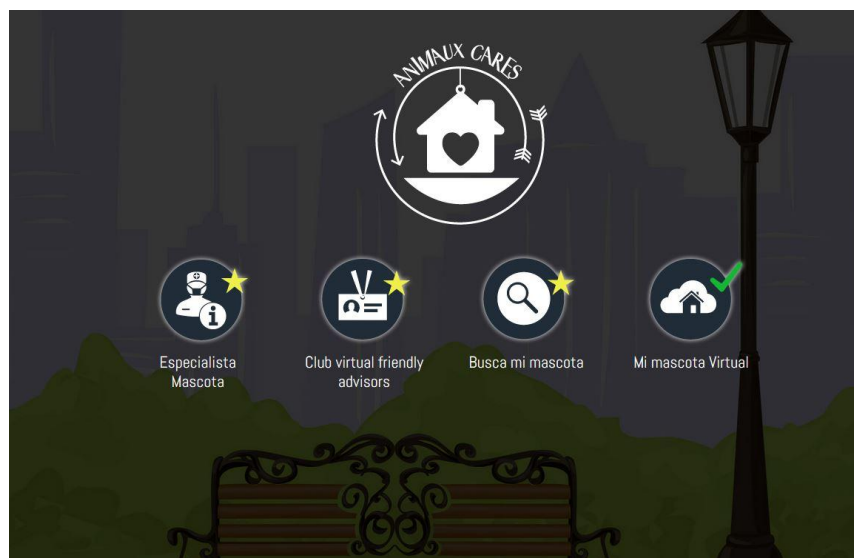 ANIMAUX CARES
Especialista
Mascota
Club virtual friendly
advisors
Busca mi mascota
Mi mascota Virtual